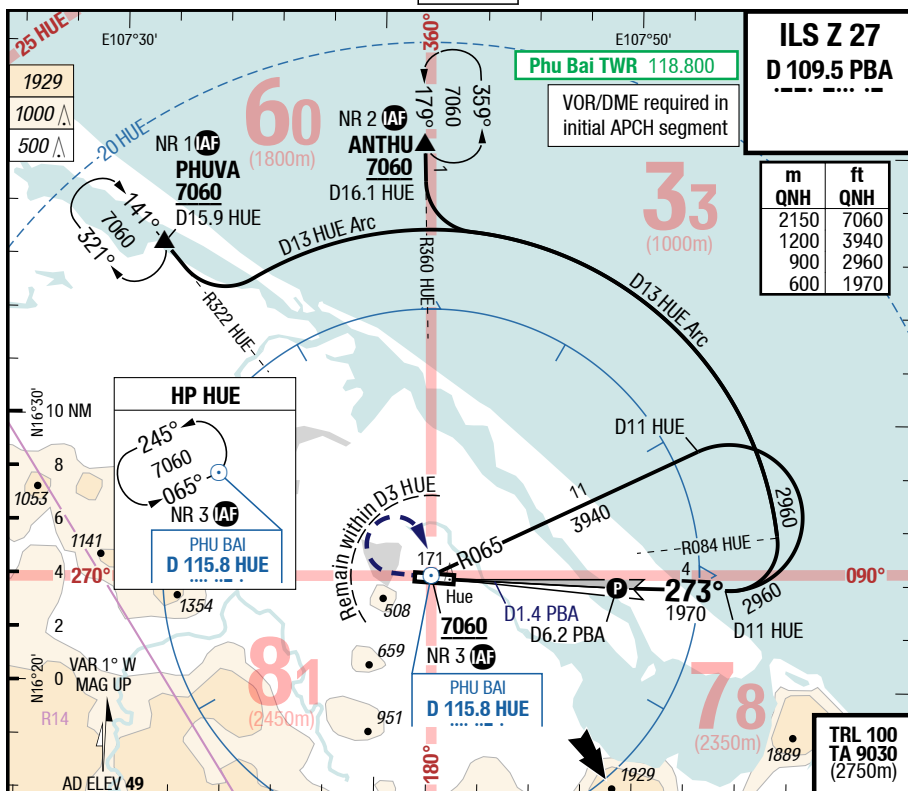 25 HUE
E107°30'
360°
E107°50'
ILS Z 27
D 109.5 PBA
Phu Bai TWR 118.800
VOR/DME required in
initial APCH segment
1929
1000
500
20 HUE
60
(1800m)
NR 1 IAF
PHUVA
7060
D15.9 HUE
141°
7060
321°
NR 2 IAF
ANTHU
7060
D16.1 HUE
179°
7060
359°
1
33
(1000m)
m ft
QNH QNH
2150 7060
1200 3940
900 2960
600 1970
D13 HUE Arc
D13 HUE Arc
R360 HUE
R322 HUE
N16°30'
10 NM
8
6
4
2
0
N16°20'
HP HUE
245°
7060
065°
NR 3 IAF
PHU BAI
D 115.8 HUE
D11 HUE
11
3940
R065
2960
R084 HUE
4
273°
1970
2960
D11 HUE
Remain within D3 HUE
171
Hue
P
D1.4 PBA
D6.2 PBA
7060
NR 3 IAF
PHU BAI
D 115.8 HUE
270°
090°
1053
1141
1354
508
659
951
81
(2450m)
78
(2350m)
1889
1929
VAR 1° W
MAG UP
R14
AD ELEV 49
180°
TRL 100
TA 9030
(2750m)